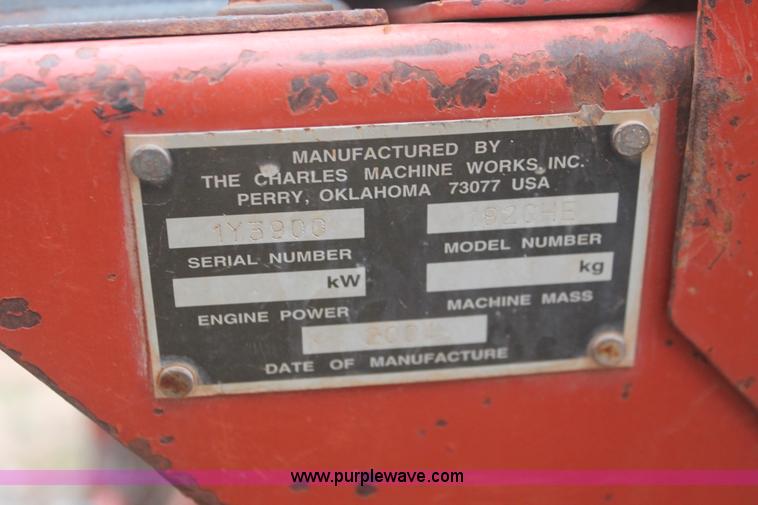 MANUFACTURED BY
THE CHARLES MACHINE WORKS, INC.
PERRY, OKLAHOMA 73077 USA
SERIAL NUMBER
MODEL NUMBER
kW
kg
ENGINE POWER
MACHINE MASS
DATE OF MANUFACTURE
www.purplewave.com